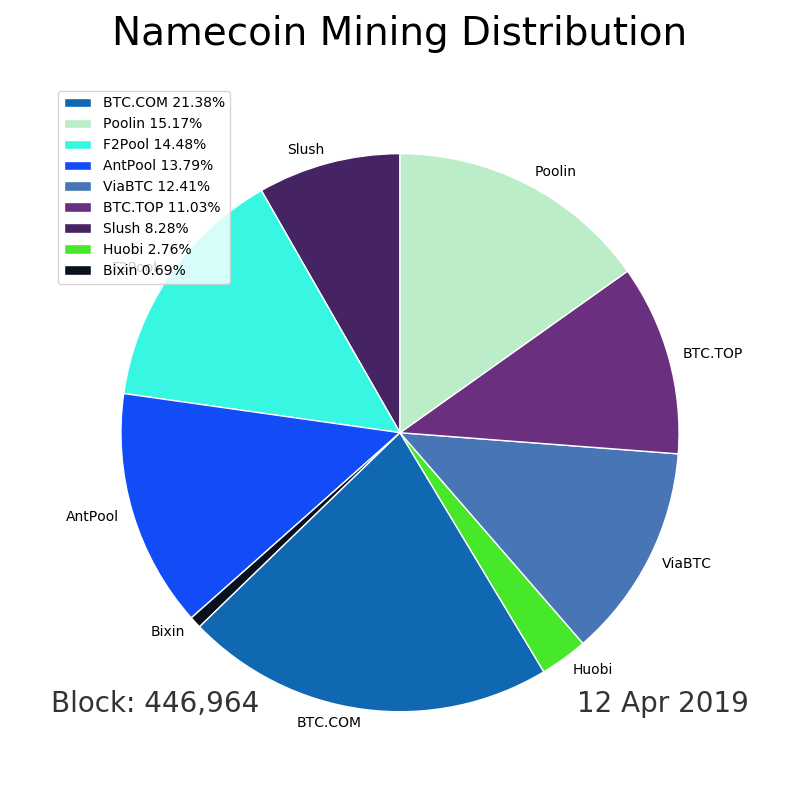 Namecoin Mining Distribution
BTC.COM 21.38%
Poolin 15.17%
F2Pool 14.48%
AntPool 13.79%
ViaBTC 12.41%
BTC.TOP 11.03%
Slush 8.28%
Huobi 2.76%
Bixin 0.69%
Slush
Poolin
F2Pool
BTC.TOP
AntPool
ViaBTC
Bixin
Huobi
BTC.COM
Block: 446,964
12 Apr 2019